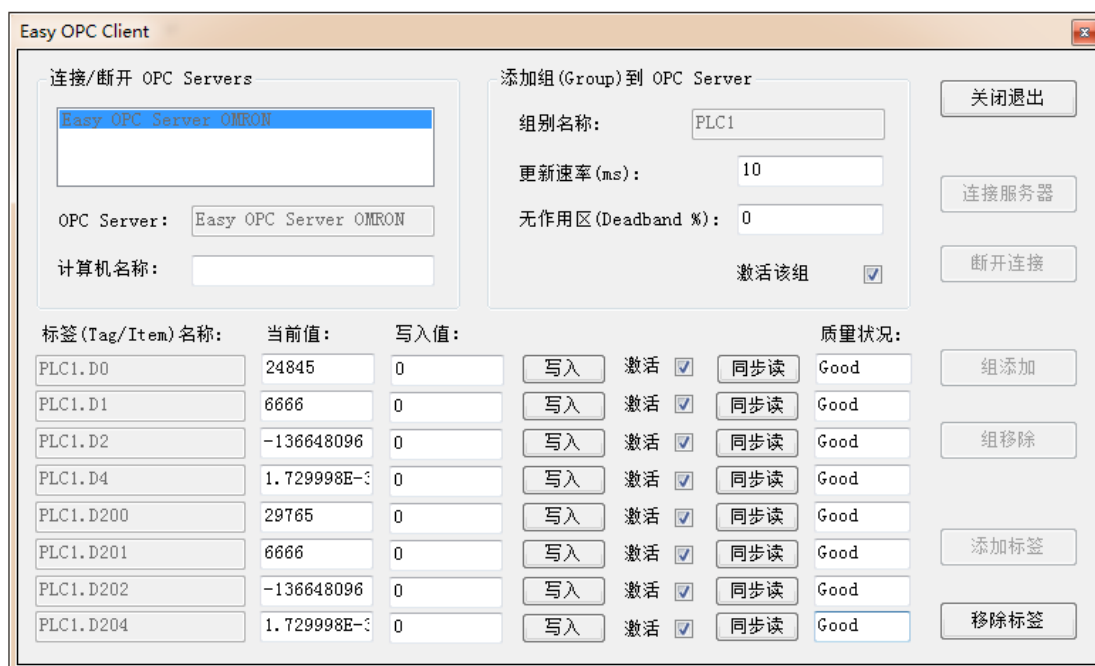 Easy OPC Client
连接/断开 OPC Servers
Easy OPC Server OMRON
OPC Server: Easy OPC Server OMRON
计算机名称:
添加组(Group)到 OPC Server
组别名称: PLC1
更新速率(ms): 10
无作用区(Deadband %): 0
激活该组
关闭退出
连接服务器
断开连接
标签(Tag/Item)名称: 当前值: 写入值: 质量状况:
PLC1.D0 24845 0 写入 激活 同步读 Good
PLC1.D1 6666 0 写入 激活 同步读 Good
PLC1.D2 -136648096 0 写入 激活 同步读 Good
PLC1.D4 1.729998E-3 0 写入 激活 同步读 Good
PLC1.D200 29765 0 写入 激活 同步读 Good
PLC1.D201 6666 0 写入 激活 同步读 Good
PLC1.D202 -136648096 0 写入 激活 同步读 Good
PLC1.D204 1.729998E-3 0 写入 激活 同步读 Good
组添加
组移除
添加标签
移除标签